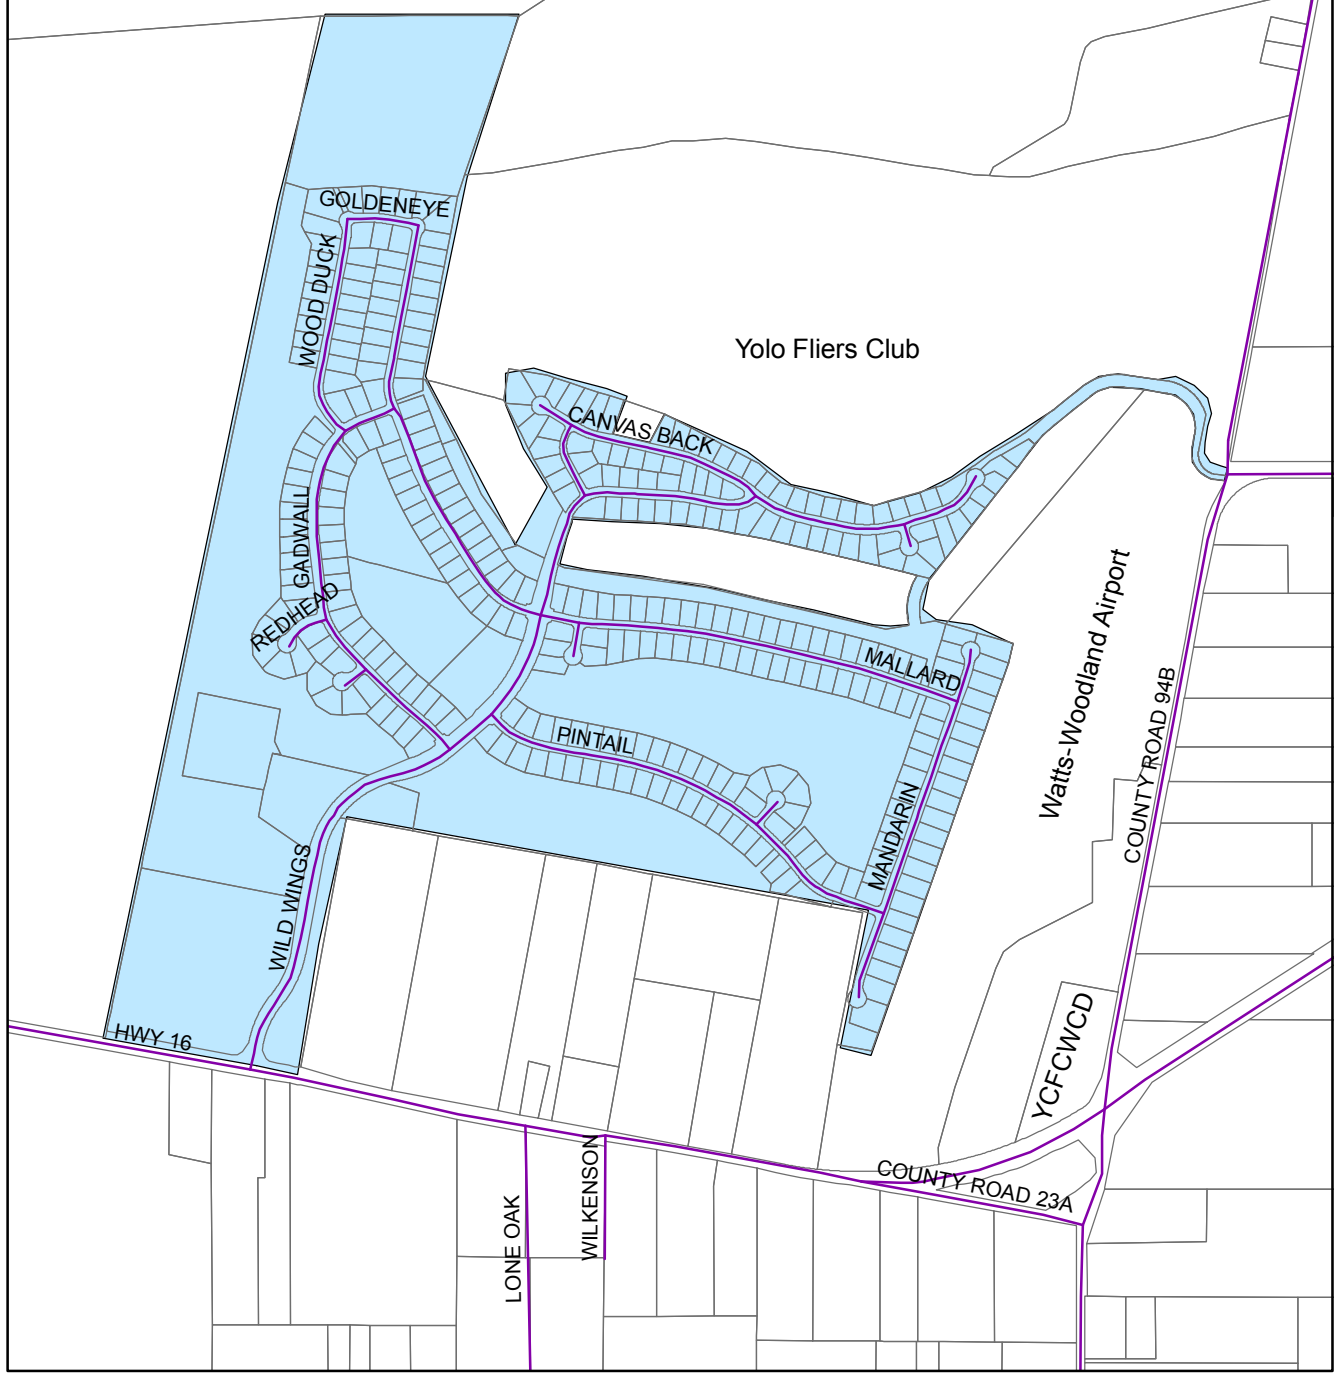 GOLDENEYE
WOOD DUCK
Yolo Fliers Club
CANVAS BACK
GADWALL
REDHEAD
MALLARD
Watts-Woodland Airport
COUNTY ROAD 94B
PINTAIL
MANDARIN
WILD WINGS
HWY 16
YCFCWCD
WILKENSON
COUNTY ROAD 23A
LONE OAK